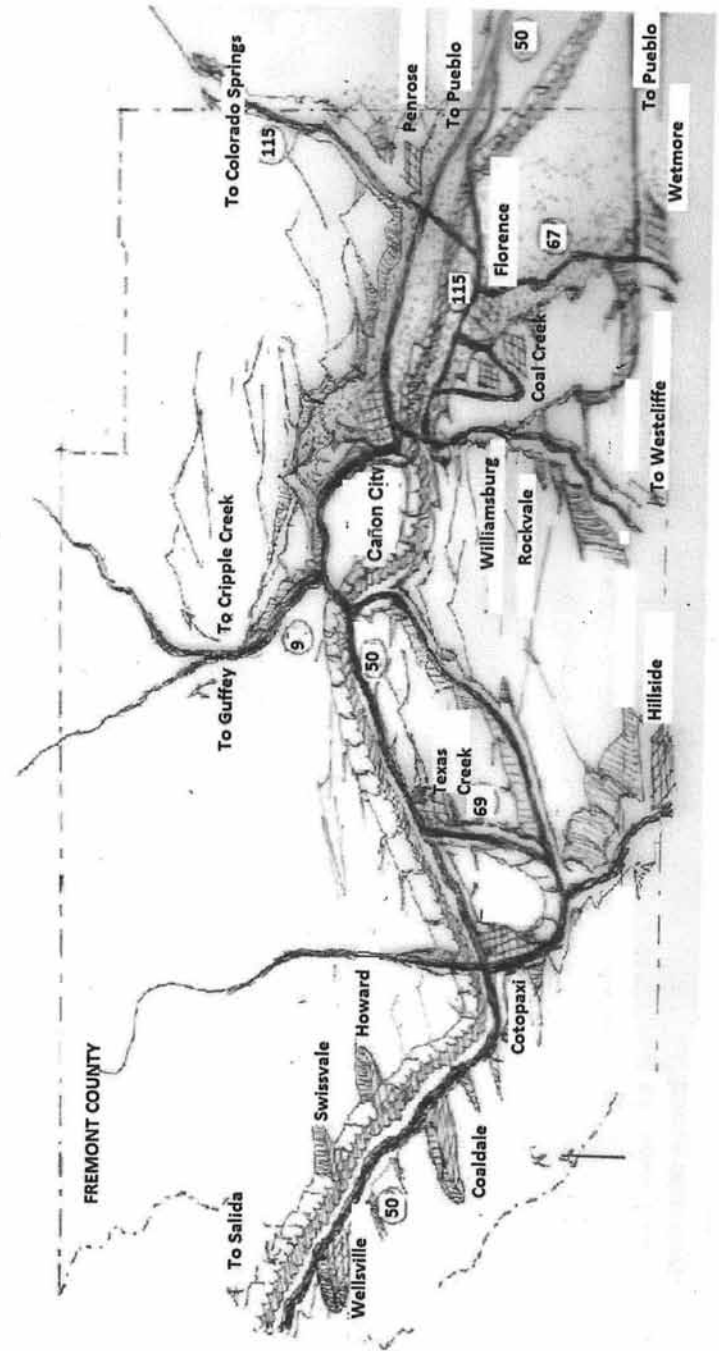 FREMONT COUNTY
To Salida
Wellsville
50
Swissvale
Howard
Coaldale
Cotopaxi
To Guffey
To Cripple Creek
9
50
Texas
Creek
69
Hillside
Cañon City
Williamsburg
Rockvale
To Westcliffe
Coal Creek
115
Florence
67
Wetmore
To Pueblo
To Colorado Springs
115
Penrose
To Pueblo
50